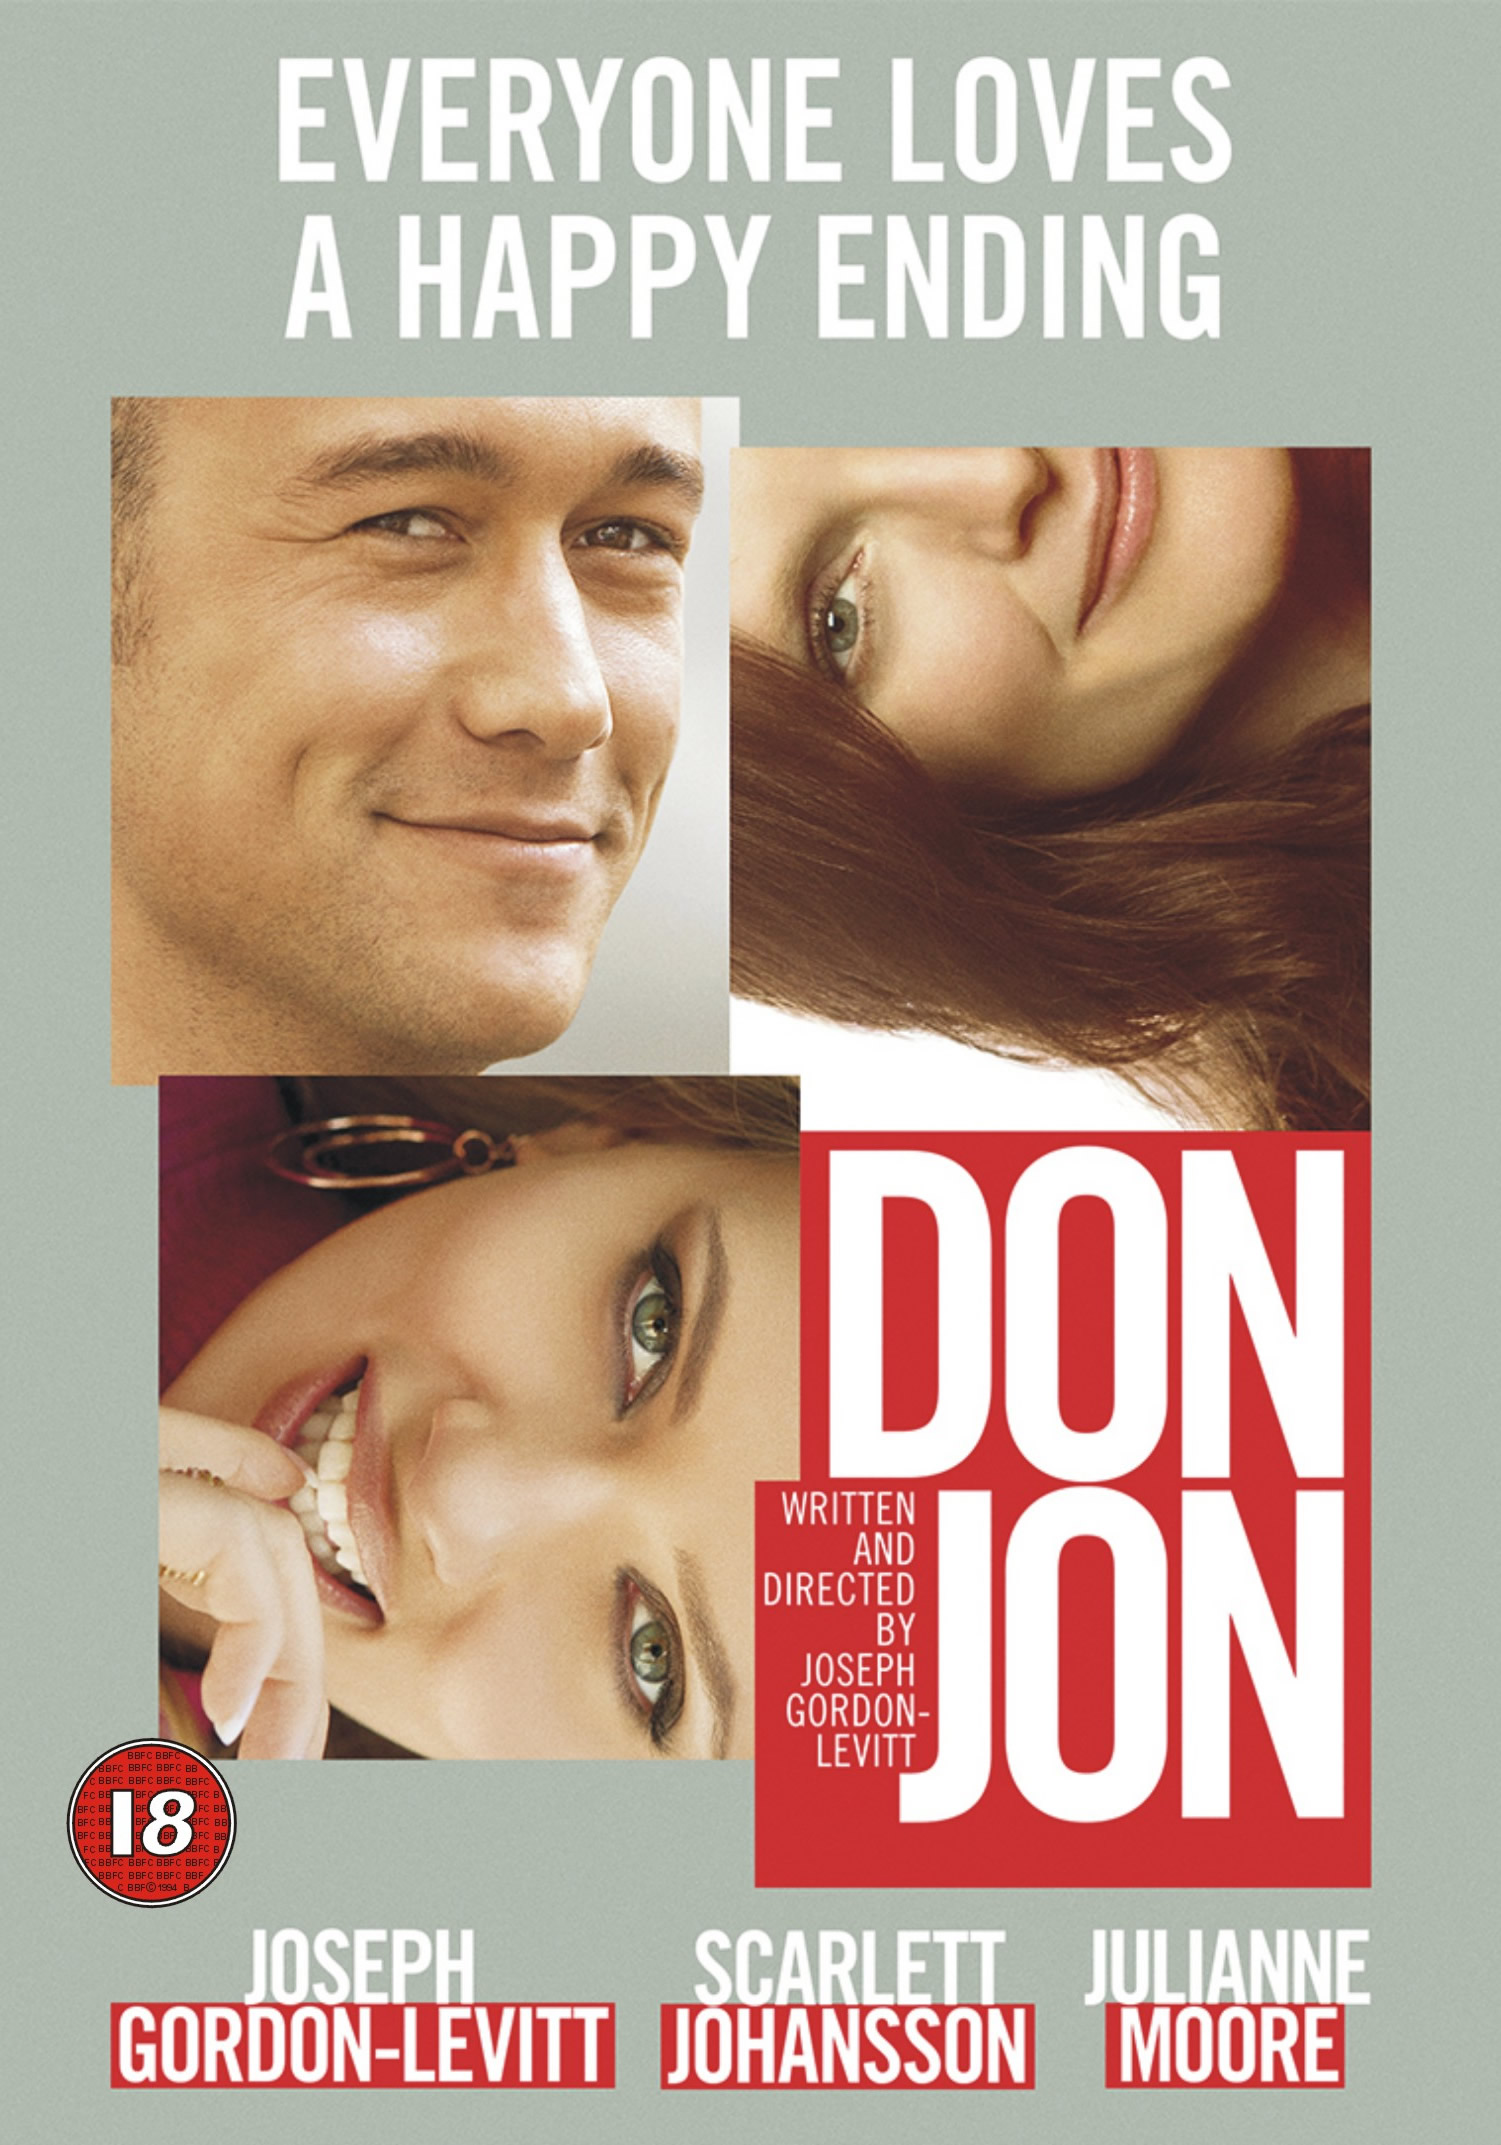 EVERYONE LOVES
A HAPPY ENDING
DON
JON
WRITTEN
AND
DIRECTED
BY
JOSEPH
GORDON-
LEVITT
18
JOSEPH
GORDON-LEVITT
SCARLETT
JOHANSSON
JULIANNE
MOORE